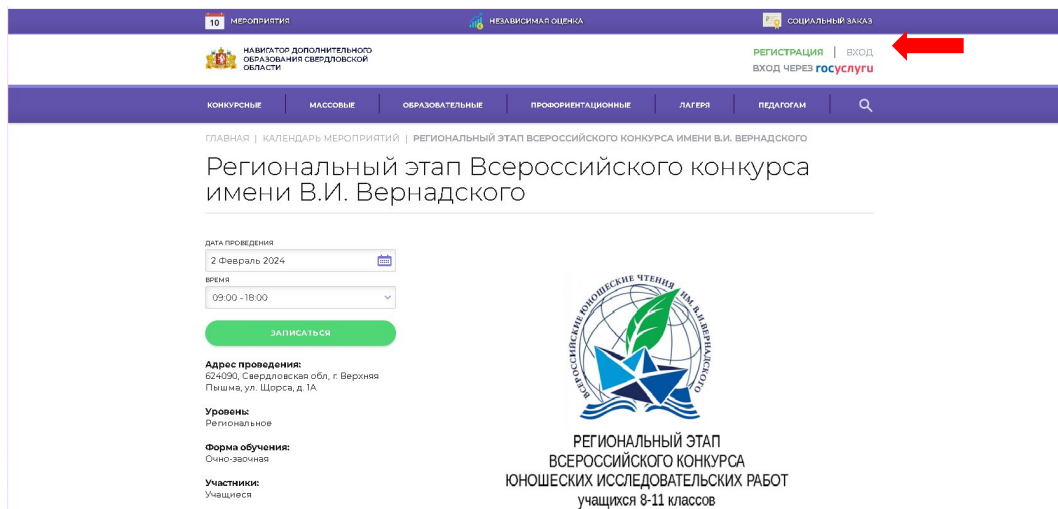 10 МЕРОПРИЯТИЯ
НЕЗАВИСИМАЯ ОЦЕНКА
СОЦИАЛЬНЫЙ ЗАКАЗ
НАВИГАТОР ДОПОЛНИТЕЛЬНОГО
ОБРАЗОВАНИЯ СВЕРДЛОВСКОЙ
ОБЛАСТИ
РЕГИСТРАЦИЯ | ВХОД
ВХОД ЧЕРЕЗ госуслуги
КОНКУРСНЫЕ МАССОВЫЕ ОБРАЗОВАТЕЛЬНЫЕ ПРОФОРИЕНТАЦИОННЫЕ ЛАГЕРЯ ПЕДАГОГАМ
ГЛАВНАЯ | КАЛЕНДАРЬ МЕРОПРИЯТИЙ | РЕГИОНАЛЬНЫЙ ЭТАП ВСЕРОССИЙСКОГО КОНКУРСА ИМЕНИ В.И. ВЕРНАДСКОГО
Региональный этап Всероссийского конкурса
имени В.И. Вернадского
ДАТА ПРОВЕДЕНИЯ
2 Февраль 2024
ВРЕМЯ
09:00 - 18:00
ЗАПИСАТЬСЯ
Адрес проведения:
624090, Свердловская обл, г. Верхняя
Пышма, ул. Щорса, д. 1А
Уровень:
Региональное
Форма обучения:
Очно-заочная
Участники:
Учащиеся
ВСЕРОССИЙСКИЕ ЮНОШЕСКИЕ ЧТЕНИЯ ИМ. В.И.ВЕРНАДСКОГО
РЕГИОНАЛЬНЫЙ ЭТАП
ВСЕРОССИЙСКОГО КОНКУРСА
ЮНОШЕСКИХ ИССЛЕДОВАТЕЛЬСКИХ РАБОТ
учащихся 8-11 классов